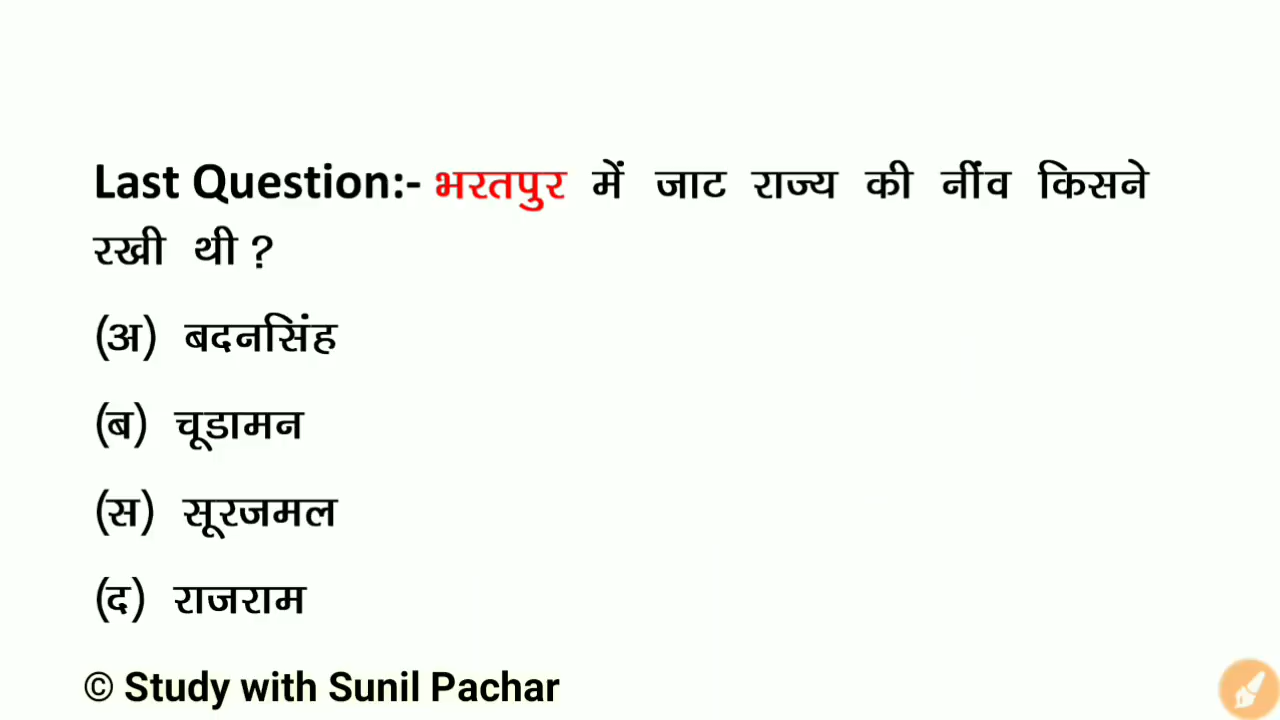 Last Question:- भरतपुर में जाट राज्य की नींव किसने
रखी थी ?
(अ) बदनसिंह
(ब) चूडामन
(स) सूरजमल
(द) राजराम
© Study with Sunil Pachar